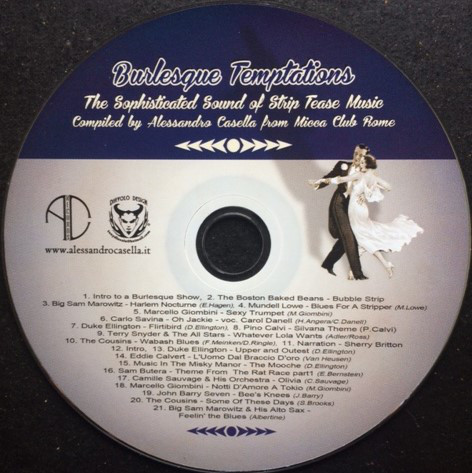 Burlesque Temptations
The Sophisticated Sound of Strip Tease Music
Compiled by Alessandro Casella from Micca Club Rome
DIAVOLO DESIGN
www.alessandrocasella.it
1. Intro to a Burlesque Show, 2. The Boston Baked Beans - Bubble Strip
3. Big Sam Marowitz - Harlem Nocturne (E.Hagen), 4. Mundell Lowe - Blues For A Stripper (M.Lowe)
5. Marcello Giombini - Sexy Trumpet (M.Giombini)
6. Carlo Savina - Oh Jackie - voc. Carol Danell (H.Angera/C.Danell)
7. Duke Ellington - Flirtibird (D.Ellington), 8. Pino Calvi - Silvana Theme (P.Calvi)
9. Terry Snyder & The All Stars - Whatever Lola Wants (Adler/Ross)
10. The Cousins - Wabash Blues (F.Meinken/D.Ringle), 11. Narration - Sherry Britton
12. Intro, 13. Duke Ellington - Upper and Outest (D.Ellington)
14. Eddie Calvert - L'Uomo Dal Braccio D'oro (Van Heusen)
15. Music In The Misky Manor - The Mooche (D.Ellington)
16. Sam Butera - Theme From The Rat Race part1 (E.Bernstein)
17. Camille Sauvage & His Orchestra - Olivia (C.Sauvage)
18. Marcello Giombini - Notti D'Amore A Tokio (M.Giombini)
19. John Barry Seven - Bee's Knees (J.Barry)
20. The Cousins - Some Of These Days (S.Brooks)
21. Big Sam Marowitz & His Alto Sax -
Feelin' the Blues (Albertine)